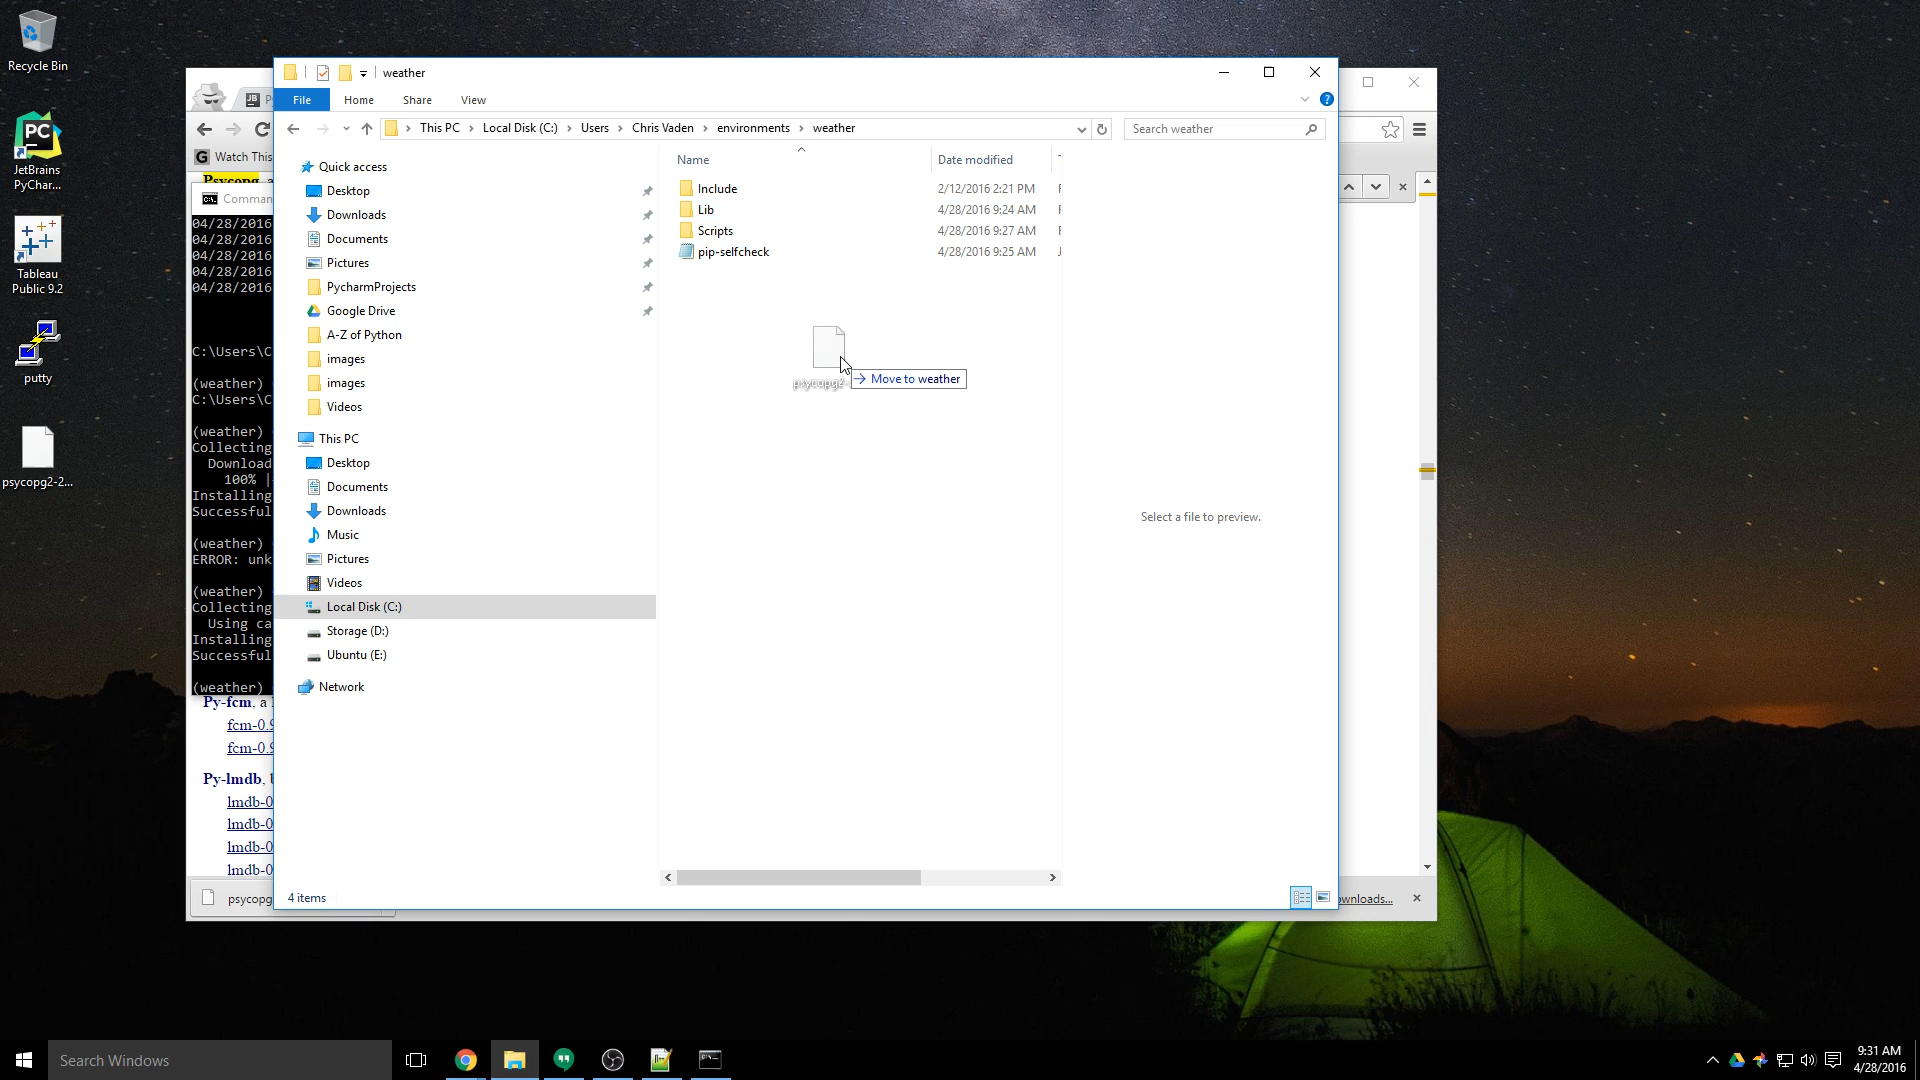 Recycle Bin
JetBrains
PyChar...
Tableau
Public 9.2
putty
psycopg2-2...
weather
File
Home
Share
View
This PC
Local Disk (C:)
Users
Chris Vaden
environments
weather
Search weather
Quick access
Desktop
Downloads
Documents
Pictures
PycharmProjects
Google Drive
A-Z of Python
images
images
Videos
This PC
Desktop
Documents
Downloads
Music
Pictures
Videos
Local Disk (C:)
Storage (D:)
Ubuntu (E:)
Network
Name
Date modified
Include
2/12/2016 2:21 PM
Lib
4/28/2016 9:24 AM
Scripts
4/28/2016 9:27 AM
pip-selfcheck
4/28/2016 9:25 AM
psycopg2-
Move to weather
Select a file to preview.
4 items
JB
G Watch This
Psycopg, a
Comman
04/28/2016
04/28/2016
04/28/2016
04/28/2016
04/28/2016
C:\Users\C
(weather)
C:\Users\C
(weather)
Collecting
Download
100% |
Installing
Successful
(weather)
ERROR: unk
(weather)
Collecting
Using ca
Installing
Successful
(weather)
Py-fcm, a
fcm-0.9
fcm-0.9
Py-lmdb,
lmdb-0
lmdb-0
lmdb-0
lmdb-0
psycopg
ownloads...
Search Windows
9:31 AM
4/28/2016